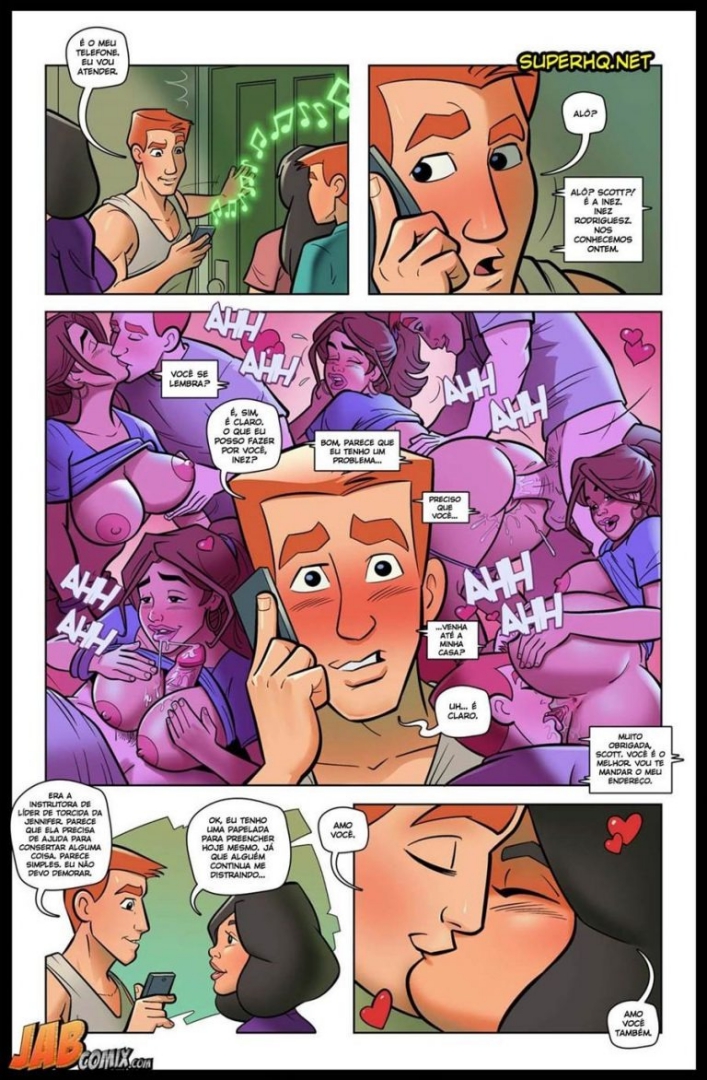 É O MEU
TELEFONE.
EU VOU
ATENDER.
SUPERHQ.NET
ALÔ?
ALÔ? SCOTT?!
É A INEZ.
INEZ
RODRIGUESZ.
NOS
CONHECEMOS
ONTEM.
AHH
AHH
VOCÊ SE
LEMBRA?
É, SIM,
É CLARO.
O QUE EU
POSSO FAZER
POR VOCÊ,
INEZ?
BOM, PARECE QUE
EU TENHO UM
PROBLEMA...
AHH
AHH
PRECISO
QUE
VOCÊ...
AHH
AHH
AHH
AHH
...VENHA
ATÉ A
MINHA
CASA?
UH... É
CLARO.
MUITO
OBRIGADA,
SCOTT. VOCÊ É O
MELHOR. VOU TE
MANDAR O MEU
ENDEREÇO.
ERA A
INSTRUTORA DE
LÍDER DE TORCIDA DA
JENNIFER. PARECE
QUE ELA PRECISA
DE AJUDA PARA
CONSERTAR ALGUMA
COISA. PARECE
SIMPLES. EU NÃO
DEVO DEMORAR.
OK, EU TENHO
UMA PAPELADA
PARA PREENCHER
HOJE MESMO. JÁ
QUE ALGUÉM
CONTINUA ME
DISTRAINDO...
AMO
VOCÊ.
AMO
VOCÊ
TAMBÉM.
JAB
COMIX.COM